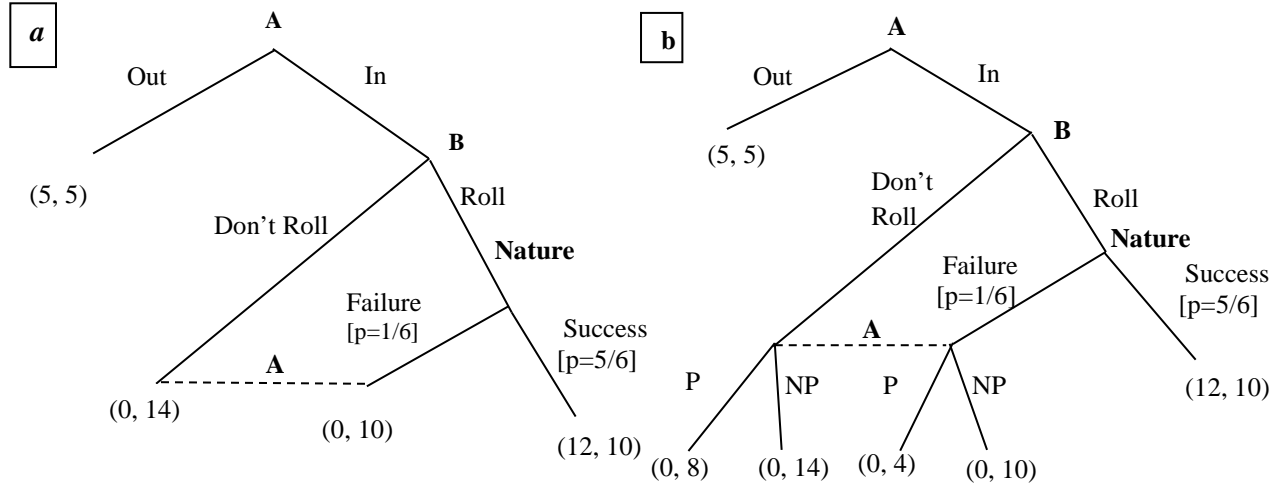 a
A
Out
In
B
(5, 5)
Roll
Don't Roll
Nature
Failure
[p=1/6]
Success
[p=5/6]
A
(0, 14)
(0, 10)
(12, 10)
b
A
Out
In
B
(5, 5)
Don't
Roll
Roll
Nature
Failure
[p=1/6]
Success
[p=5/6]
A
P
NP
P
NP
(12, 10)
(0, 8)
(0, 14)
(0, 4)
(0, 10)